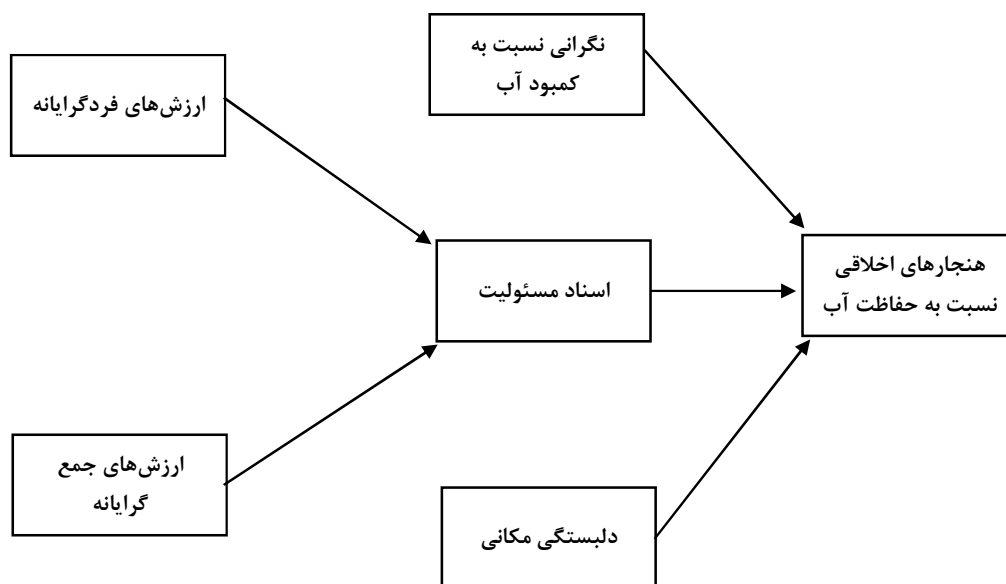 نگرانی نسبت به
کمبود آب
ارزش‌های فردگرایانه
هنجارهای اخلاقی
نسبت به حفاظت آب
اسناد مسئولیت
ارزش‌های جمع
گرایانه
دلبستگی مکانی